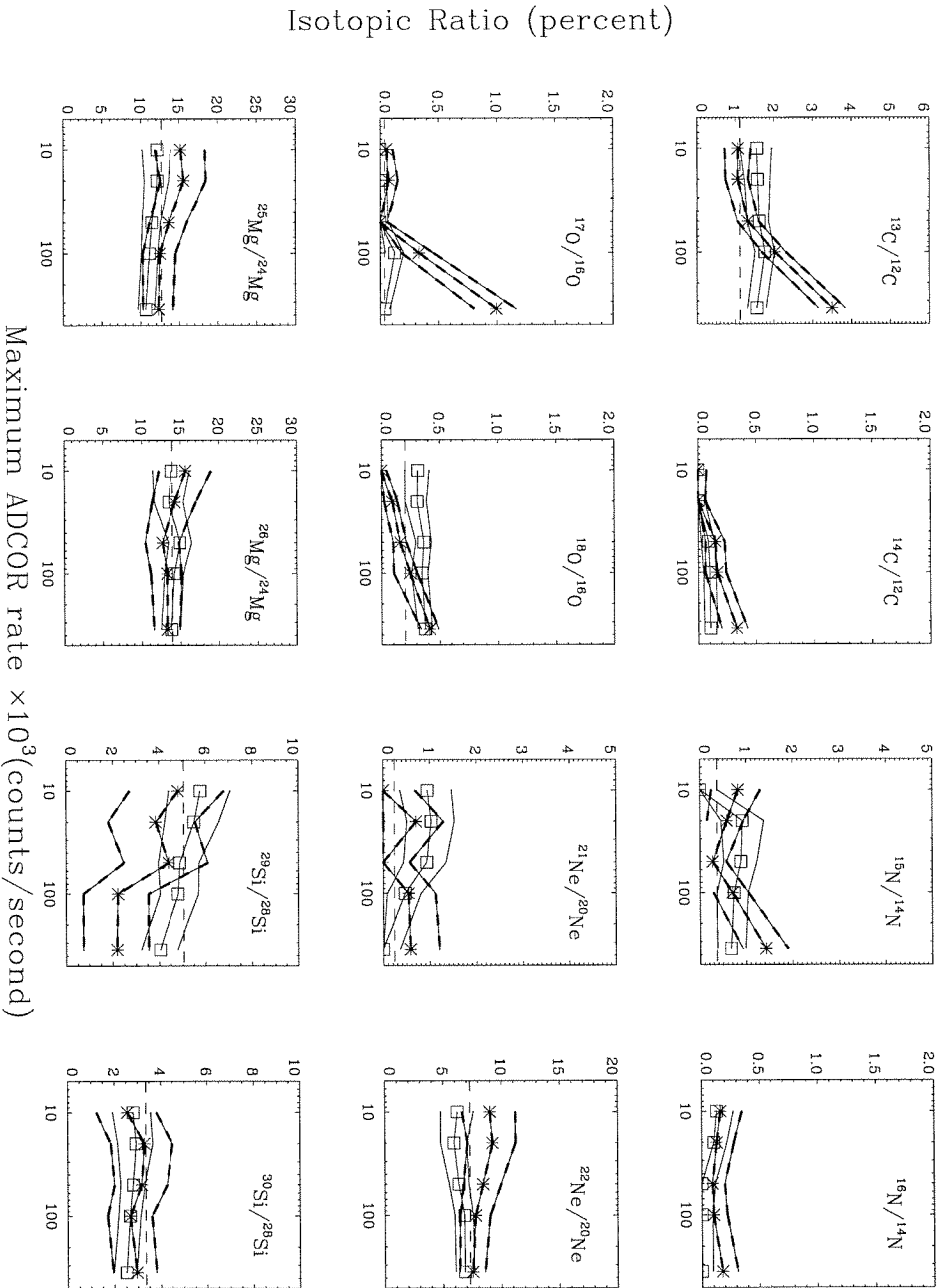 Isotopic Ratio (percent)
0 1 2 3 4 5 6
10 100
¹³C/¹²C
0.0 0.5 1.0 1.5 2.0
10 100
¹⁴C/¹²C
0 1 2 3 4 5
10 100
¹⁵N/¹⁴N
0.0 0.5 1.0 1.5 2.0
10 100
¹⁶N/¹⁴N
0.0 0.5 1.0 1.5 2.0
10 100
¹⁷O/¹⁶O
0.0 0.5 1.0 1.5 2.0
10 100
¹⁸O/¹⁶O
0 1 2 3 4 5
10 100
²¹Ne/²⁰Ne
0 5 10 15 20
10 100
²²Ne/²⁰Ne
0 5 10 15 20 25 30
10 100
²⁵Mg/²⁴Mg
0 5 10 15 20 25 30
10 100
²⁶Mg/²⁴Mg
0 2 4 6 8 10
10 100
²⁹Si/²⁸Si
0 2 4 6 8 10
10 100
³⁰Si/²⁸Si
Maximum ADCOR rate ×10³(counts/second)